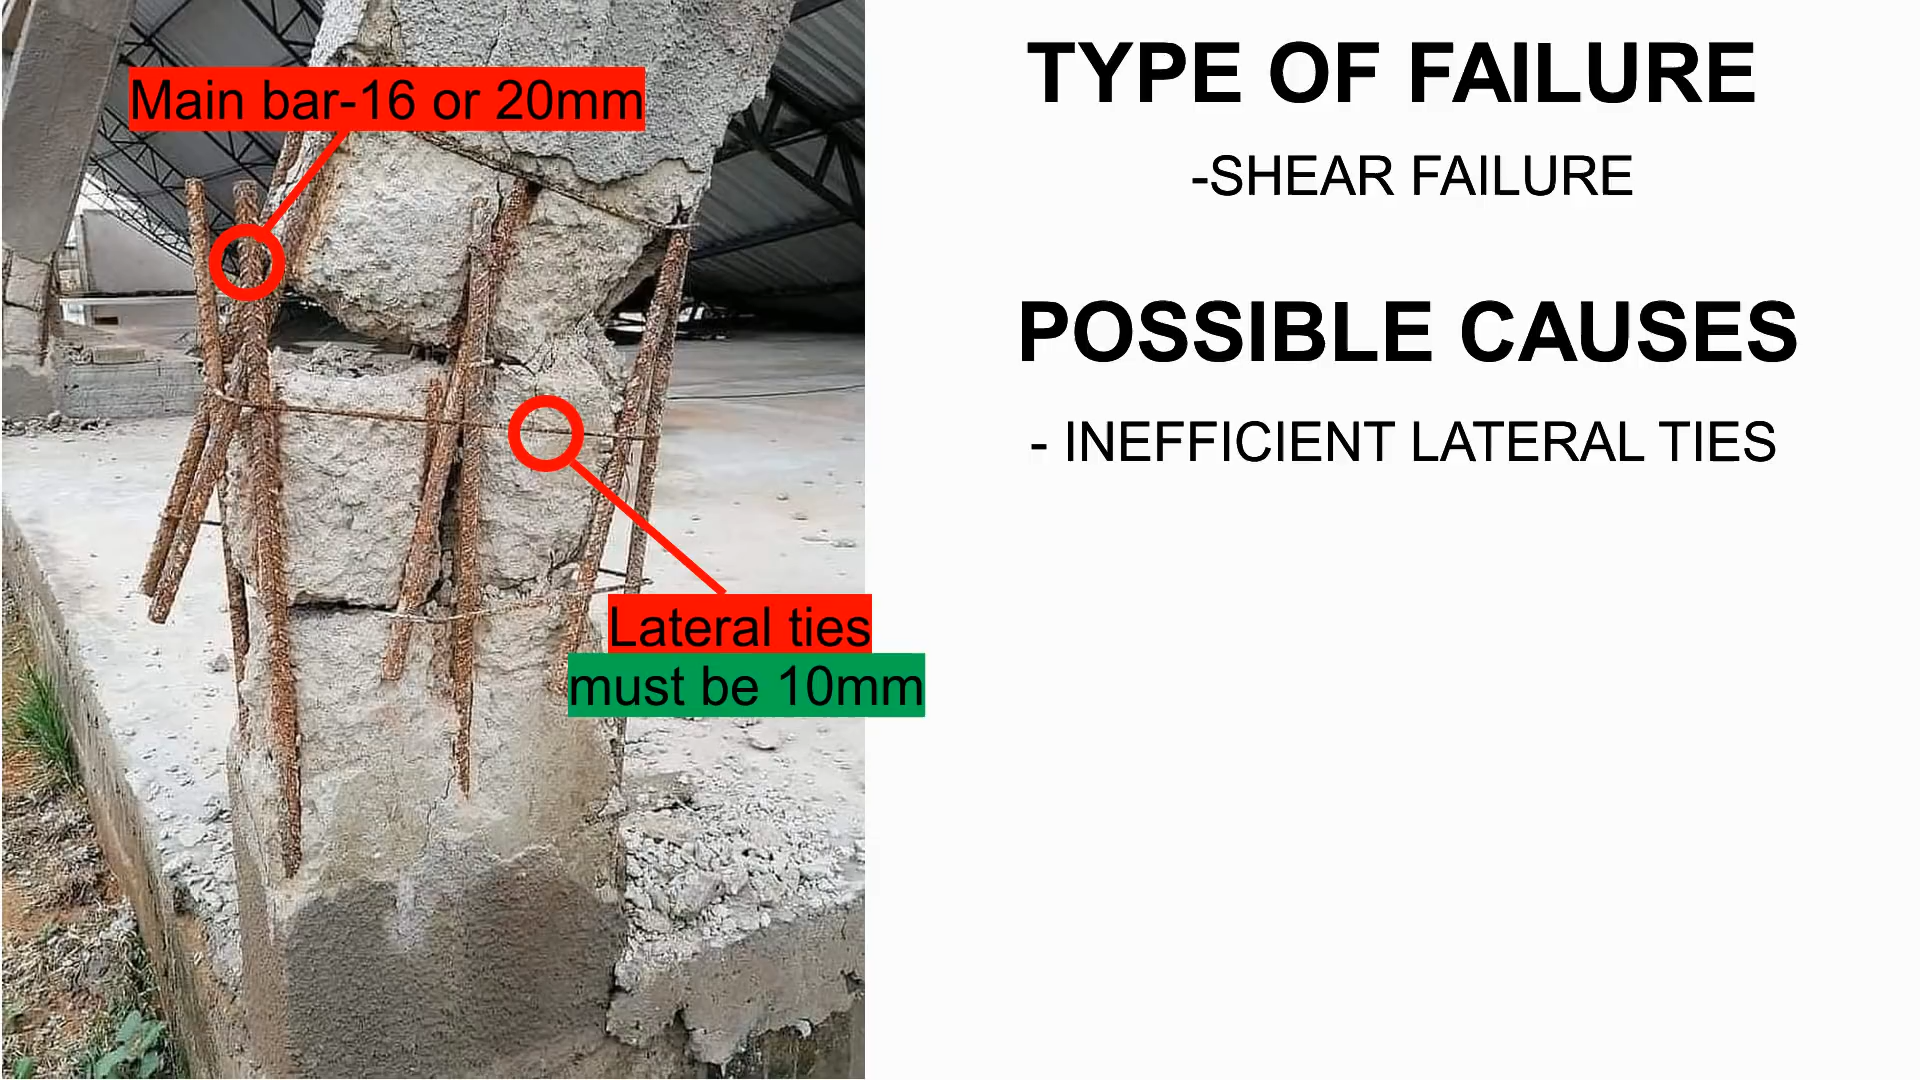 Main bar-16 or 20mm
Lateral ties
must be 10mm
TYPE OF FAILURE
-SHEAR FAILURE
POSSIBLE CAUSES
- INEFFICIENT LATERAL TIES